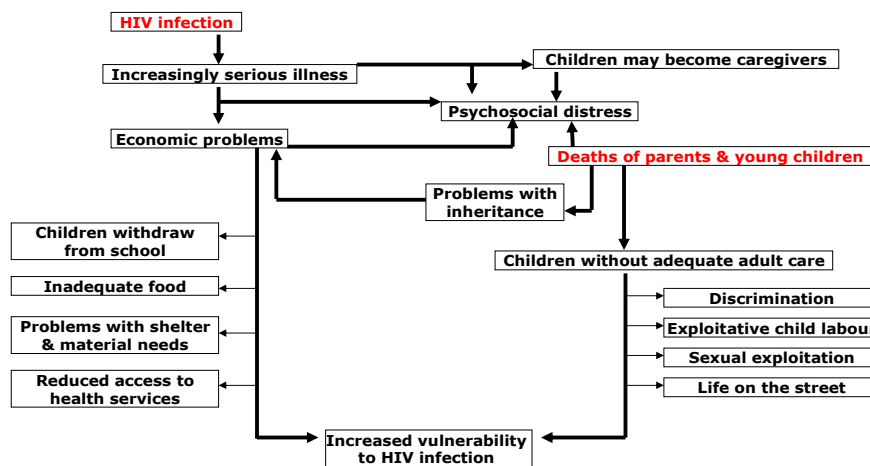 HIV infection
Increasingly serious illness
Children may become caregivers
Psychosocial distress
Economic problems
Deaths of parents & young children
Problems with
inheritance
Children withdraw
from school
Inadequate food
Problems with shelter
& material needs
Reduced access to
health services
Children without adequate adult care
Discrimination
Exploitative child labour
Sexual exploitation
Life on the street
Increased vulnerability
to HIV infection